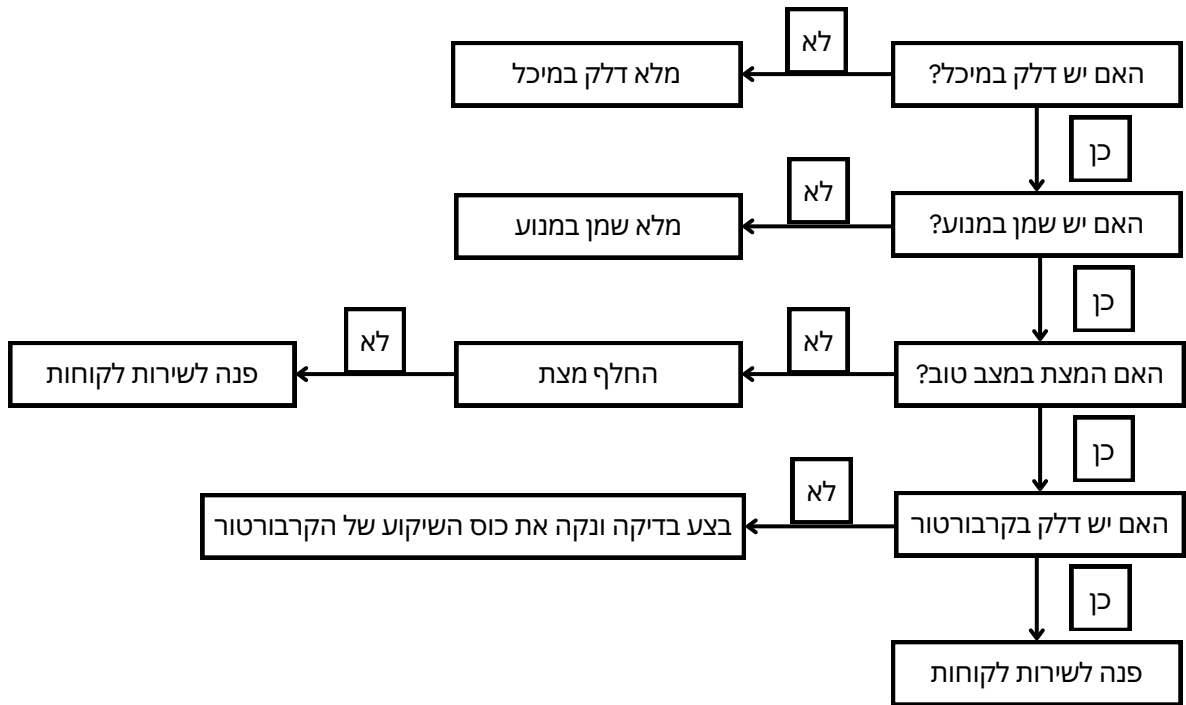 האם יש דלק במיכל?
לא
מלא דלק במיכל
כן
האם יש שמן במנוע?
לא
מלא שמן במנוע
כן
האם המצת במצב טוב?
לא
החלף מצת
לא
פנה לשירות לקוחות
כן
האם יש דלק בקרבורטור
לא
בצע בדיקה ונקה את כוס השיקוע של הקרבורטור
כן
פנה לשירות לקוחות